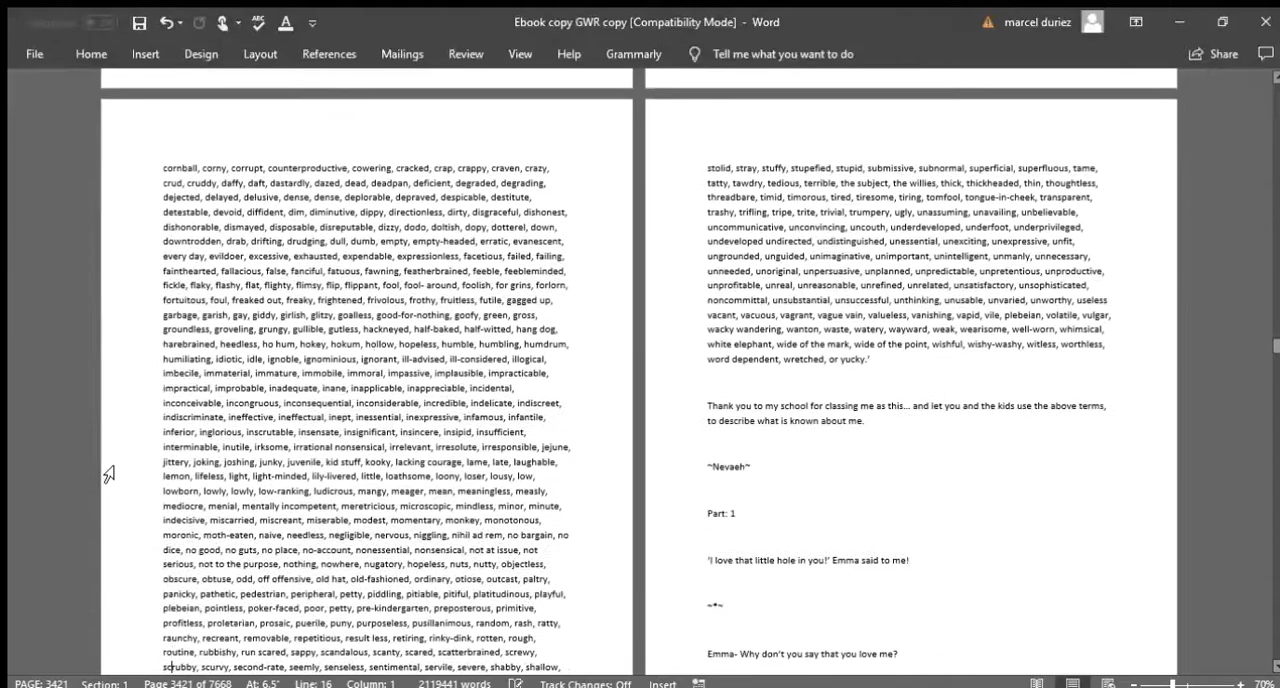 Ebook copy GWR copy [Compatibility Mode] - Word
marcel duriez
File Home Insert Design Layout References Mailings Review View Help Grammarly Tell me what you want to do Share
cornball, corny, corrupt, counterproductive, cowering, cracked, crap, crappy, craven, crazy,
crud, cruddy, daffy, daft, dastardly, dazed, dead, deadpan, deficient, degraded, degrading,
dejected, delayed, delusive, dense, dense, deplorable, depraved, despicable, destitute,
detestable, devoid, diffident, dim, diminutive, dippy, directionless, dirty, disgraceful, dishonest,
dishonorable, dismayed, disposable, disreputable, dizzy, dodo, doltish, dopy, dotterel, down,
downtrodden, drab, drifting, drudging, dull, dumb, empty, empty-headed, erratic, evanescent,
every day, evildoer, excessive, exhausted, expendable, expressionless, facetious, failed, failing,
fainthearted, fallacious, false, fanciful, fatuous, fawning, featherbrained, feeble, feebleminded,
fickle, flaky, flashy, flat, flighty, flimsy, flip, flippant, fool, fool- around, foolish, for grins, forlorn,
fortuitous, foul, freaked out, freaky, frightened, frivolous, frothy, fruitless, futile, gagged up,
garbage, garish, gay, giddy, girlish, glitzy, goalless, good-for-nothing, goofy, green, gross,
groundless, groveling, grungy, gullible, gutless, hackneyed, half-baked, half-witted, hang dog,
harebrained, heedless, ho hum, hokey, hokum, hollow, hopeless, humble, humbling, humdrum,
humiliating, idiotic, idle, ignoble, ignominious, ignorant, ill-advised, ill-considered, illogical,
imbecile, immaterial, immature, immobile, immoral, impassive, implausible, impracticable,
impractical, improbable, inadequate, inane, inapplicable, inappreciable, incidental,
inconceivable, incongruous, inconsequential, inconsiderable, incredible, indelicate, indiscreet,
indiscriminate, ineffective, ineffectual, inept, inessential, inexpressive, infamous, infantile,
inferior, inglorious, inscrutable, insensate, insignificant, insincere, insipid, insufficient,
interminable, inutile, irksome, irrational nonsensical, irrelevant, irresolute, irresponsible, jejune,
jittery, joking, joshing, junky, juvenile, kid stuff, kooky, lacking courage, lame, late, laughable,
lemon, lifeless, light, light-minded, lily-livered, little, loathsome, loony, loser, lousy, low,
lowborn, lowly, lowly, low-ranking, ludicrous, mangy, meager, mean, meaningless, measly,
mediocre, menial, mentally incompetent, meretricious, microscopic, mindless, minor, minute,
indecisive, miscarried, miscreant, miserable, modest, momentary, monkey, monotonous,
moronic, moth-eaten, naive, needless, negligible, nervous, niggling, nihil ad rem, no bargain, no
dice, no good, no guts, no place, no-account, nonessential, nonsensical, not at issue, not
serious, not to the purpose, nothing, nowhere, nugatory, hopeless, nuts, nutty, objectless,
obscure, obtuse, odd, off offensive, old hat, old-fashioned, ordinary, otiose, outcast, paltry,
panicky, pathetic, pedestrian, peripheral, petty, piddling, pitiable, pitiful, platitudinous, playful,
plebeian, pointless, poker-faced, poor, petty, pre-kindergarten, preposterous, primitive,
profitless, proletarian, prosaic, puerile, puny, purposeless, pusillanimous, random, rash, ratty,
raunchy, recreant, removable, repetitious, result less, retiring, rinky-dink, rotten, rough,
routine, rubbishy, run scared, sappy, scandalous, scanty, scared, scatterbrained, screwy,
scrubby, scurvy, second-rate, seemly, senseless, sentimental, servile, severe, shabby, shallow,
stolid, stray, stuffy, stupefied, stupid, submissive, subnormal, superficial, superfluous, tame,
tatty, tawdry, tedious, terrible, the subject, the willies, thick, thickheaded, thin, thoughtless,
threadbare, timid, timorous, tired, tiresome, tiring, tomfool, tongue-in-cheek, transparent,
trashy, trifling, tripe, trite, trivial, trumpery, ugly, unassuming, unavailing, unbelievable,
uncommunicative, unconvincing, uncouth, underdeveloped, underfoot, underprivileged,
undeveloped undirected, undistinguished, unessential, unexciting, unexpressive, unfit,
ungrounded, unguided, unimaginative, unimportant, unintelligent, unmanly, unnecessary,
unneeded, unoriginal, unpersuasive, unplanned, unpredictable, unpretentious, unproductive,
unprofitable, unreal, unreasonable, unrefined, unrelated, unsatisfactory, unsophisticated,
noncommittal, unsubstantial, unsuccessful, unthinking, unusable, unvaried, unworthy, useless
vacant, vacuous, vagrant, vague vain, valueless, vanishing, vapid, vile, plebeian, volatile, vulgar,
wacky wandering, wanton, waste, watery, wayward, weak, wearisome, well-worn, whimsical,
white elephant, wide of the mark, wide of the point, wishful, wishy-washy, witless, worthless,
word dependent, wretched, or yucky.'
Thank you to my school for classing me as this... and let you and the kids use the above terms,
to describe what is known about me.
~Nevaeh~
Part: 1
'I love that little hole in you!' Emma said to me!
~*~
Emma- Why don't you say that you love me?
PAGE: 3421 Section: 1 Page 3421 of 7668 At: 6.5" Line: 16 Column: 1 2119441 words Track Changes: Off Insert 70%